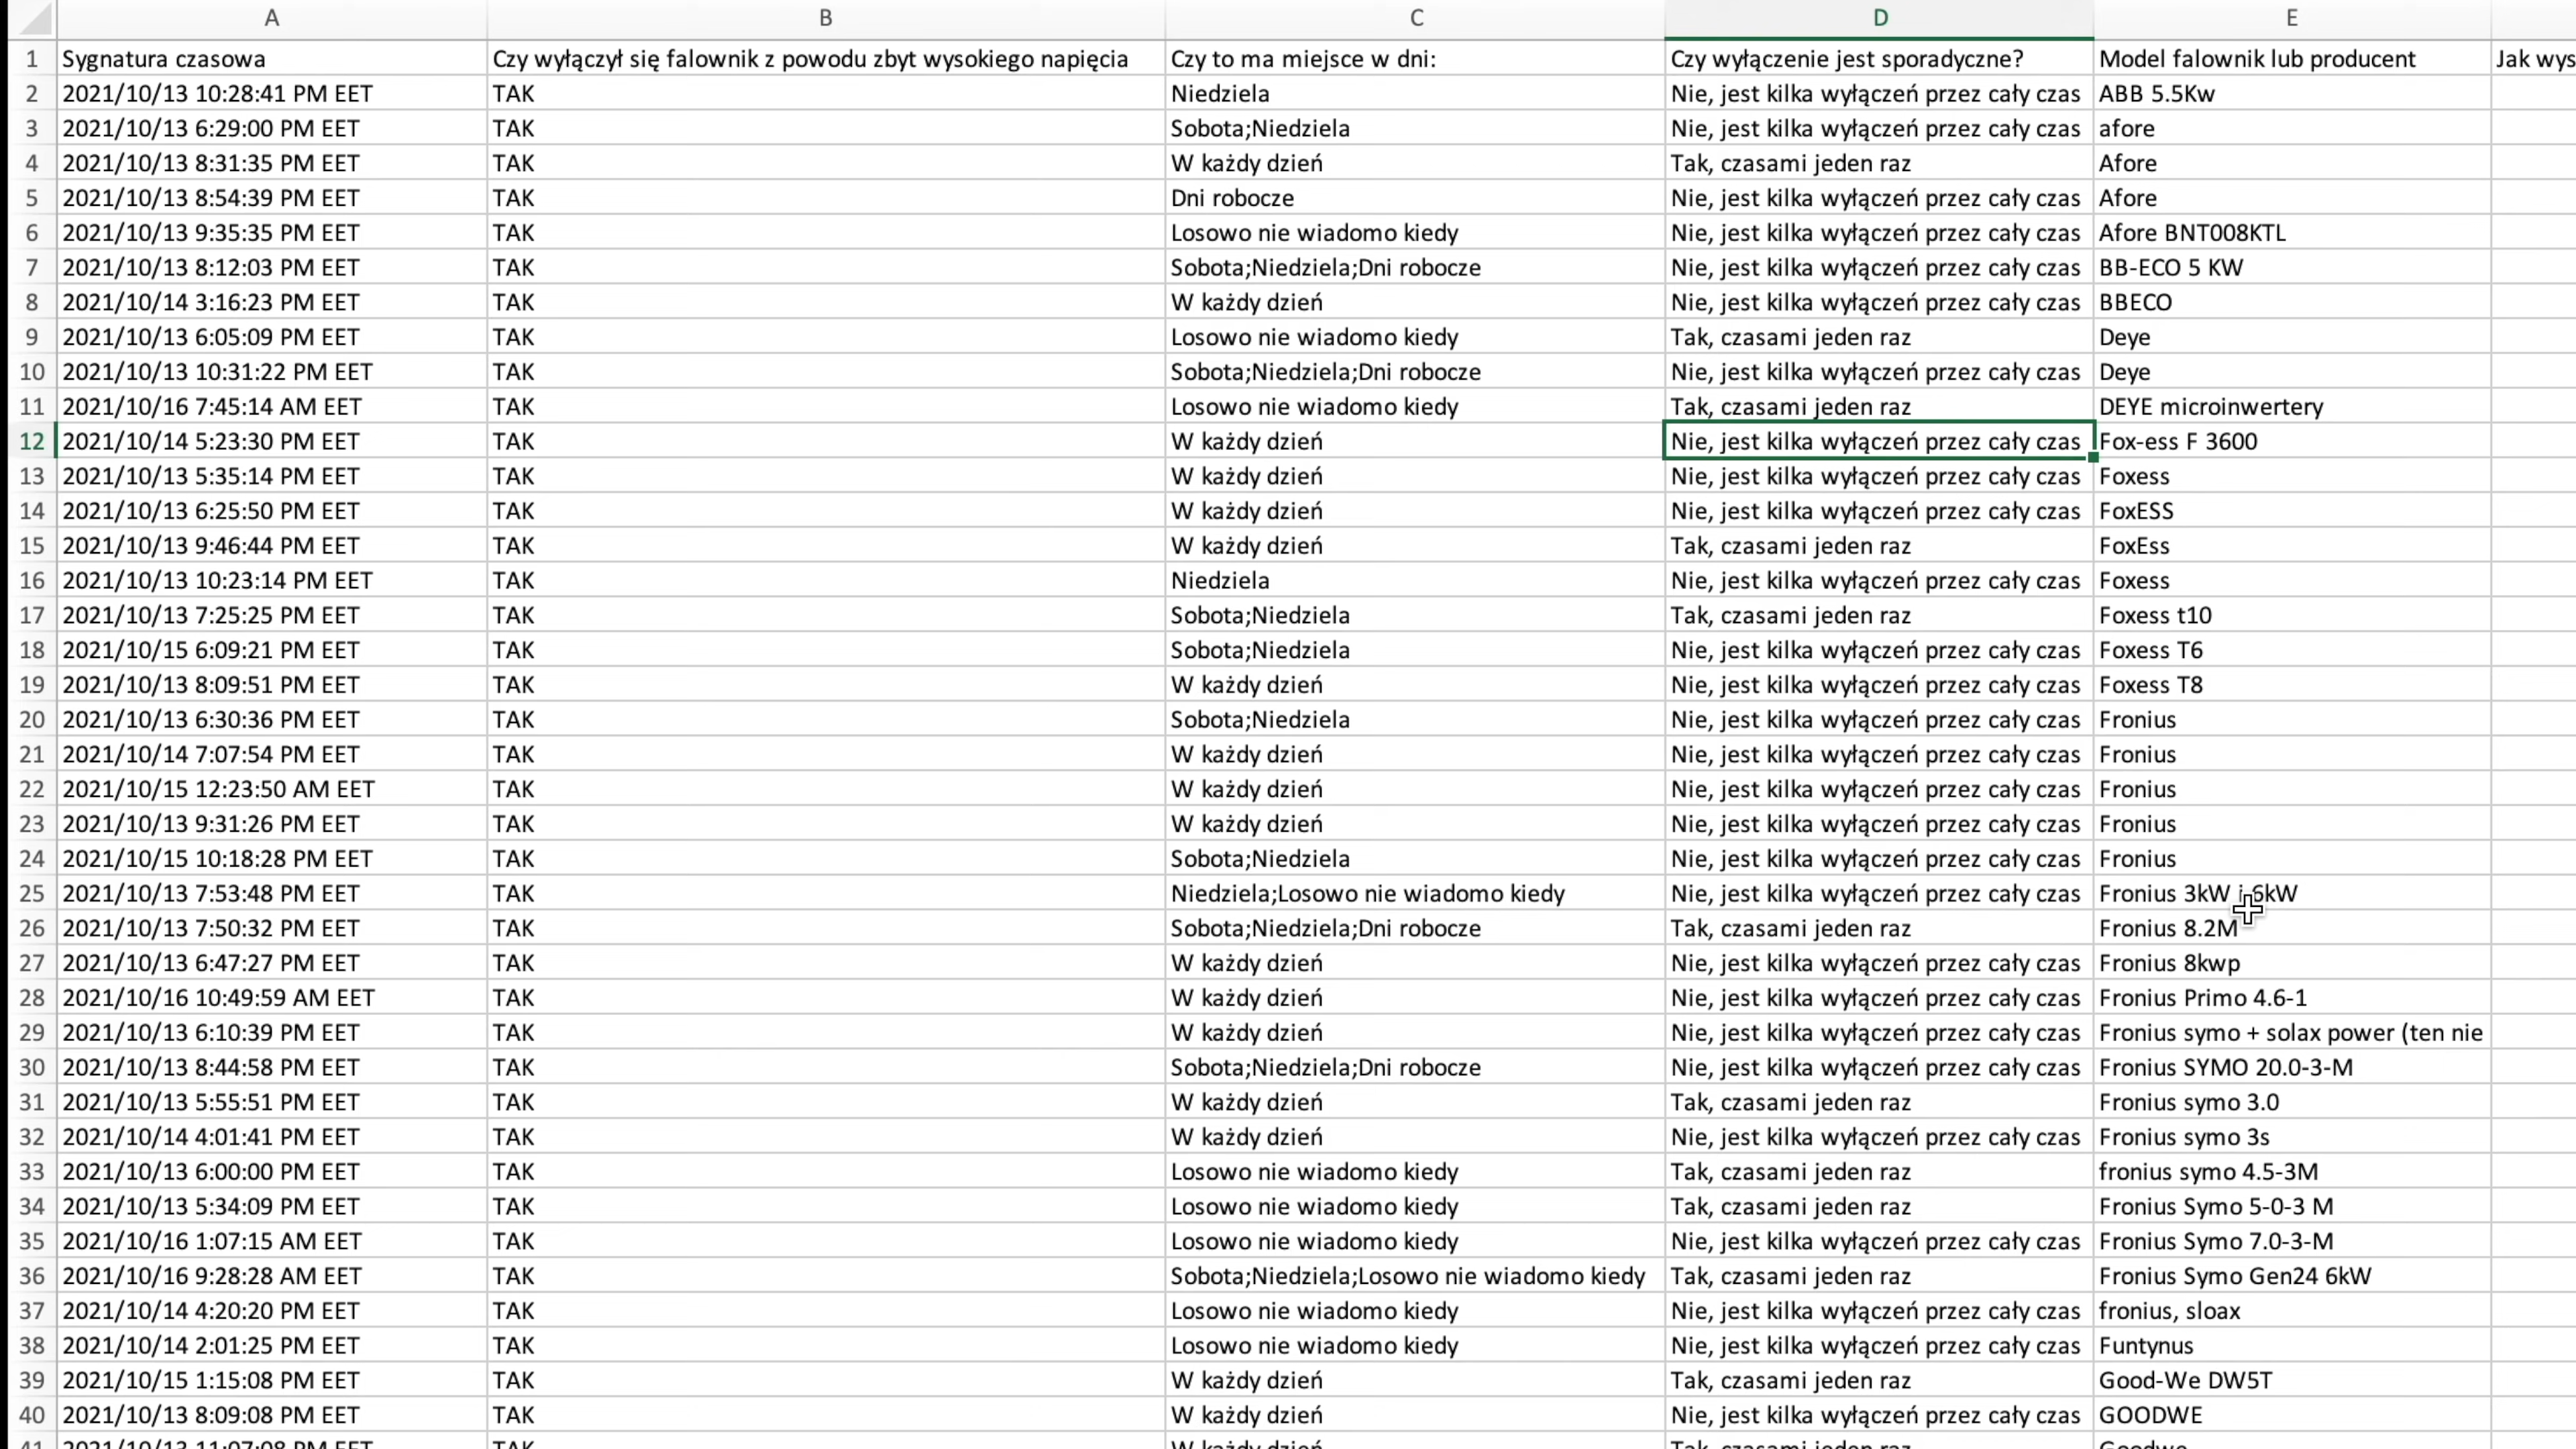 A B C D E
1 Sygnatura czasowa Czy wyłączył się falownik z powodu zbyt wysokiego napięcia Czy to ma miejsce w dni: Czy wyłączenie jest sporadyczne? Model falownik lub producent Jak wys
2 2021/10/13 10:28:41 PM EET TAK Niedziela Nie, jest kilka wyłączeń przez cały czas ABB 5.5Kw
3 2021/10/13 6:29:00 PM EET TAK Sobota;Niedziela Nie, jest kilka wyłączeń przez cały czas afore
4 2021/10/13 8:31:35 PM EET TAK W każdy dzień Tak, czasami jeden raz Afore
5 2021/10/13 8:54:39 PM EET TAK Dni robocze Nie, jest kilka wyłączeń przez cały czas Afore
6 2021/10/13 9:35:35 PM EET TAK Losowo nie wiadomo kiedy Nie, jest kilka wyłączeń przez cały czas Afore BNT008KTL
7 2021/10/13 8:12:03 PM EET TAK Sobota;Niedziela;Dni robocze Nie, jest kilka wyłączeń przez cały czas BB-ECO 5 KW
8 2021/10/14 3:16:23 PM EET TAK W każdy dzień Nie, jest kilka wyłączeń przez cały czas BBECO
9 2021/10/13 6:05:09 PM EET TAK Losowo nie wiadomo kiedy Tak, czasami jeden raz Deye
10 2021/10/13 10:31:22 PM EET TAK Sobota;Niedziela;Dni robocze Nie, jest kilka wyłączeń przez cały czas Deye
11 2021/10/16 7:45:14 AM EET TAK Losowo nie wiadomo kiedy Tak, czasami jeden raz DEYE microinwertery
12 2021/10/14 5:23:30 PM EET TAK W każdy dzień Nie, jest kilka wyłączeń przez cały czas Fox-ess F 3600
13 2021/10/13 5:35:14 PM EET TAK W każdy dzień Nie, jest kilka wyłączeń przez cały czas Foxess
14 2021/10/13 6:25:50 PM EET TAK W każdy dzień Nie, jest kilka wyłączeń przez cały czas FoxESS
15 2021/10/13 9:46:44 PM EET TAK W każdy dzień Tak, czasami jeden raz FoxEss
16 2021/10/13 10:23:14 PM EET TAK Niedziela Nie, jest kilka wyłączeń przez cały czas Foxess
17 2021/10/13 7:25:25 PM EET TAK Sobota;Niedziela Tak, czasami jeden raz Foxess t10
18 2021/10/15 6:09:21 PM EET TAK Sobota;Niedziela Nie, jest kilka wyłączeń przez cały czas Foxess T6
19 2021/10/13 8:09:51 PM EET TAK W każdy dzień Nie, jest kilka wyłączeń przez cały czas Foxess T8
20 2021/10/13 6:30:36 PM EET TAK Sobota;Niedziela Nie, jest kilka wyłączeń przez cały czas Fronius
21 2021/10/14 7:07:54 PM EET TAK W każdy dzień Nie, jest kilka wyłączeń przez cały czas Fronius
22 2021/10/15 12:23:50 AM EET TAK W każdy dzień Nie, jest kilka wyłączeń przez cały czas Fronius
23 2021/10/13 9:31:26 PM EET TAK W każdy dzień Nie, jest kilka wyłączeń przez cały czas Fronius
24 2021/10/15 10:18:28 PM EET TAK Sobota;Niedziela Nie, jest kilka wyłączeń przez cały czas Fronius
25 2021/10/13 7:53:48 PM EET TAK Niedziela;Losowo nie wiadomo kiedy Nie, jest kilka wyłączeń przez cały czas Fronius 3kW i 6kW
26 2021/10/13 7:50:32 PM EET TAK Sobota;Niedziela;Dni robocze Tak, czasami jeden raz Fronius 8.2M
27 2021/10/13 6:47:27 PM EET TAK W każdy dzień Nie, jest kilka wyłączeń przez cały czas Fronius 8kwp
28 2021/10/16 10:49:59 AM EET TAK W każdy dzień Nie, jest kilka wyłączeń przez cały czas Fronius Primo 4.6-1
29 2021/10/13 6:10:39 PM EET TAK W każdy dzień Nie, jest kilka wyłączeń przez cały czas Fronius symo + solax power (ten nie
30 2021/10/13 8:44:58 PM EET TAK Sobota;Niedziela;Dni robocze Nie, jest kilka wyłączeń przez cały czas Fronius SYMO 20.0-3-M
31 2021/10/13 5:55:51 PM EET TAK W każdy dzień Tak, czasami jeden raz Fronius symo 3.0
32 2021/10/14 4:01:41 PM EET TAK W każdy dzień Nie, jest kilka wyłączeń przez cały czas Fronius symo 3s
33 2021/10/13 6:00:00 PM EET TAK Losowo nie wiadomo kiedy Tak, czasami jeden raz fronius symo 4.5-3M
34 2021/10/13 5:34:09 PM EET TAK Losowo nie wiadomo kiedy Tak, czasami jeden raz Fronius Symo 5-0-3 M
35 2021/10/16 1:07:15 AM EET TAK Losowo nie wiadomo kiedy Nie, jest kilka wyłączeń przez cały czas Fronius Symo 7.0-3-M
36 2021/10/16 9:28:28 AM EET TAK Sobota;Niedziela;Losowo nie wiadomo kiedy Tak, czasami jeden raz Fronius Symo Gen24 6kW
37 2021/10/14 4:20:20 PM EET TAK Losowo nie wiadomo kiedy Nie, jest kilka wyłączeń przez cały czas fronius, sloax
38 2021/10/14 2:01:25 PM EET TAK Losowo nie wiadomo kiedy Nie, jest kilka wyłączeń przez cały czas Funtynus
39 2021/10/15 1:15:08 PM EET TAK W każdy dzień Tak, czasami jeden raz Good-We DW5T
40 2021/10/13 8:09:08 PM EET TAK W każdy dzień Nie, jest kilka wyłączeń przez cały czas GOODWE
41 2021/10/13 11:07:08 PM EET TAK W każdy dzień Tak, czasami jeden raz Goodwe